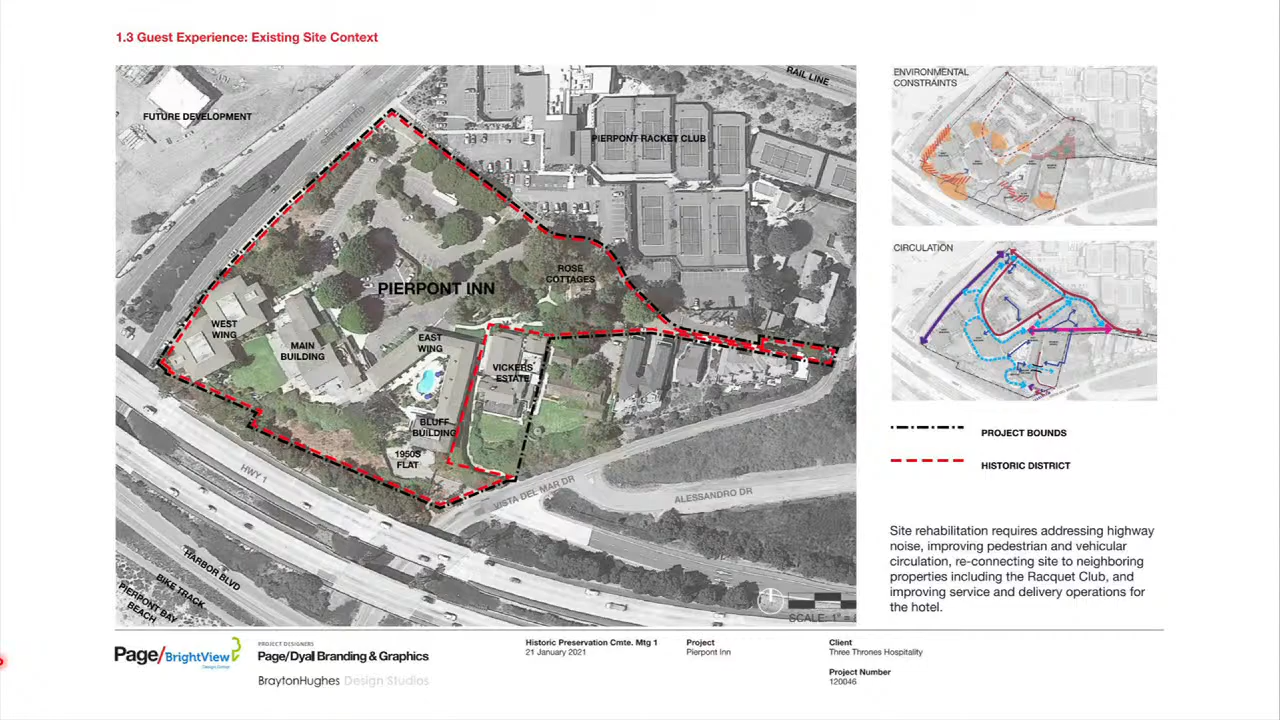 1.3 Guest Experience: Existing Site Context
FUTURE DEVELOPMENT
RAIL LINE
PIERPONT RACKET CLUB
ROSE
COTTAGES
PIERPONT INN
WEST
WING
MAIN
BUILDING
EAST
WING
VICKERS
ESTATE
BLUFF
BUILDING
1950S
FLAT
HWY 1
VISTA DEL MAR DR
ALESSANDRO DR
HARBOR BLVD
BIKE TRACK
PIERPONT BAY
BEACH
SCALE: 1" =
ENVIRONMENTAL
CONSTRAINTS
CIRCULATION
PROJECT BOUNDS
HISTORIC DISTRICT
Site rehabilitation requires addressing highway
noise, improving pedestrian and vehicular
circulation, re-connecting site to neighboring
properties including the Racquet Club, and
improving service and delivery operations for
the hotel.
Page/BrightView
Design Group
PROJECT DESIGNERS
Page/Dyall Branding & Graphics
BraytonHughes Design Studios
Historic Preservation Cmte. Mtg 1
21 January 2021
Project
Pierpont Inn
Client
Three Thrones Hospitality
Project Number
120046